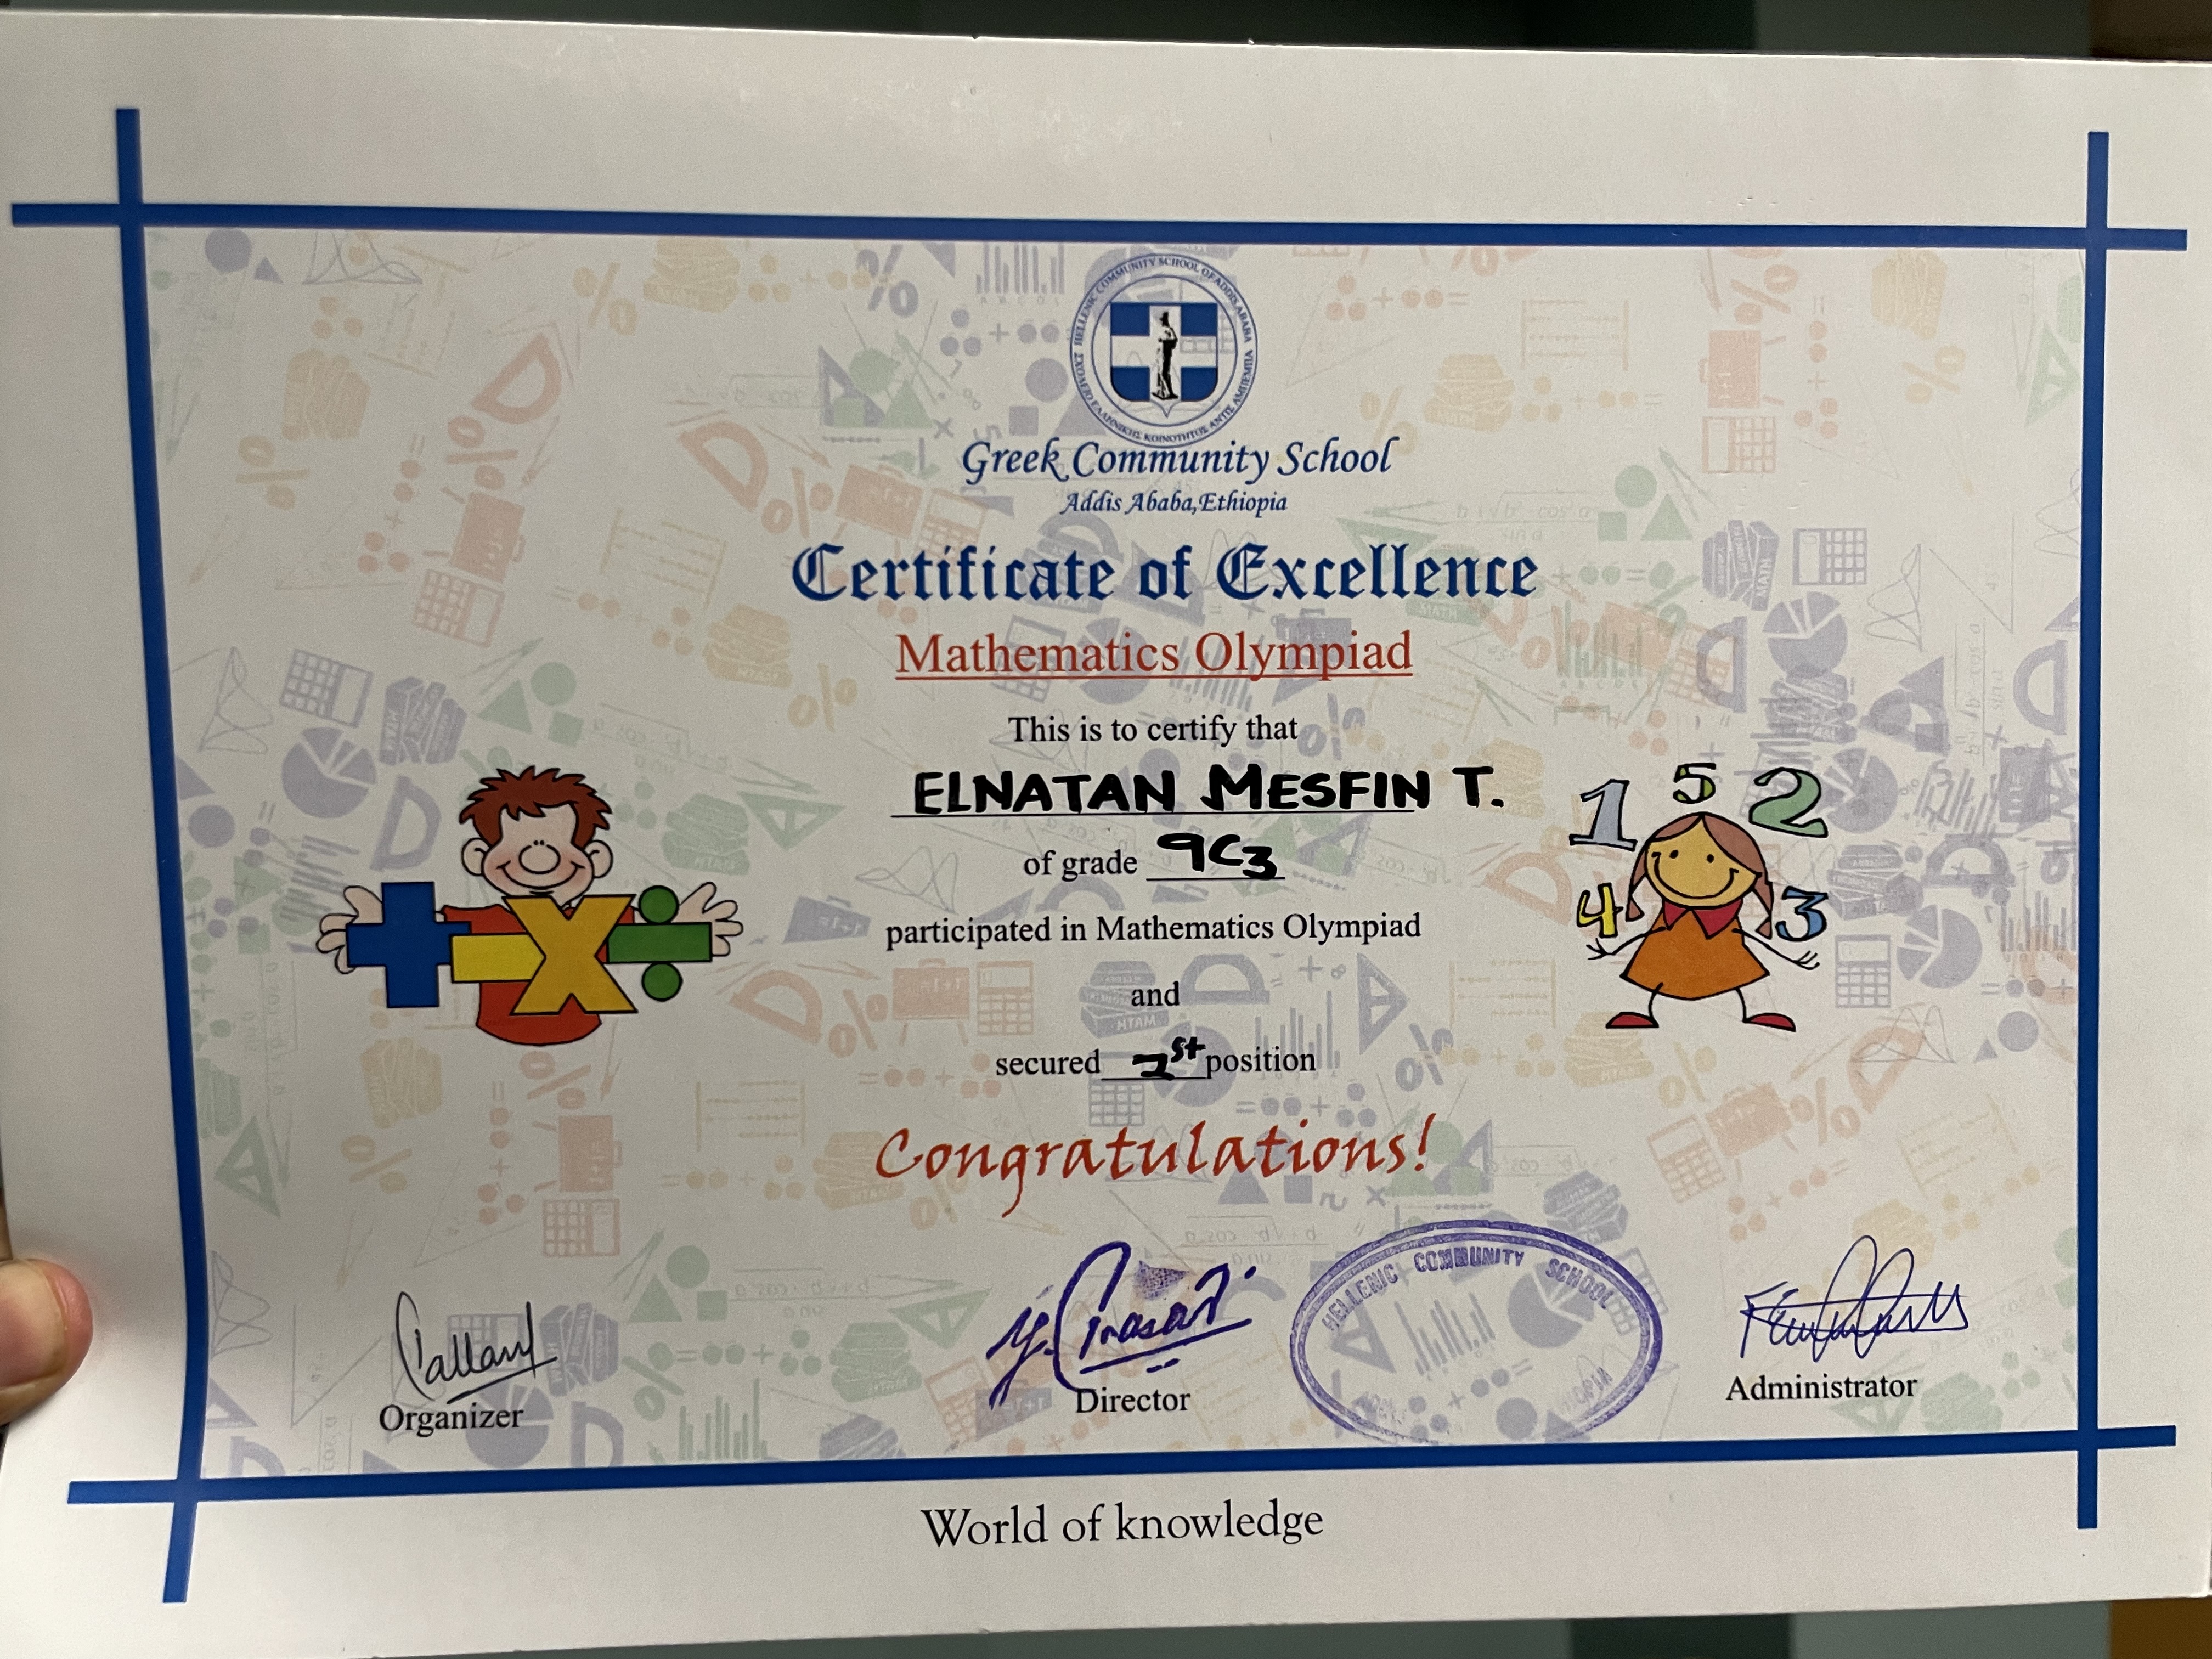 HELLENIC COMMUNITY SCHOOL OF ADDIS ABABA
ΣΧΟΛΕΙΟ ΕΛΛΗΝΙΚΗΣ ΚΟΙΝΟΤΗΤΟΣ ΑΝΤΙΣ ΑΜΠΕΜΠΑ
Greek Community School
Addis Ababa,Ethiopia
Certificate of Excellence
Mathematics Olympiad
This is to certify that
ELNATAN MESFIN T.
of grade 9C3
participated in Mathematics Olympiad
and
secured 1st position
1 5 2
4 3
Congratulations!
HELLENIC COMMUNITY SCHOOL
Organizer
Director
Administrator
World of knowledge